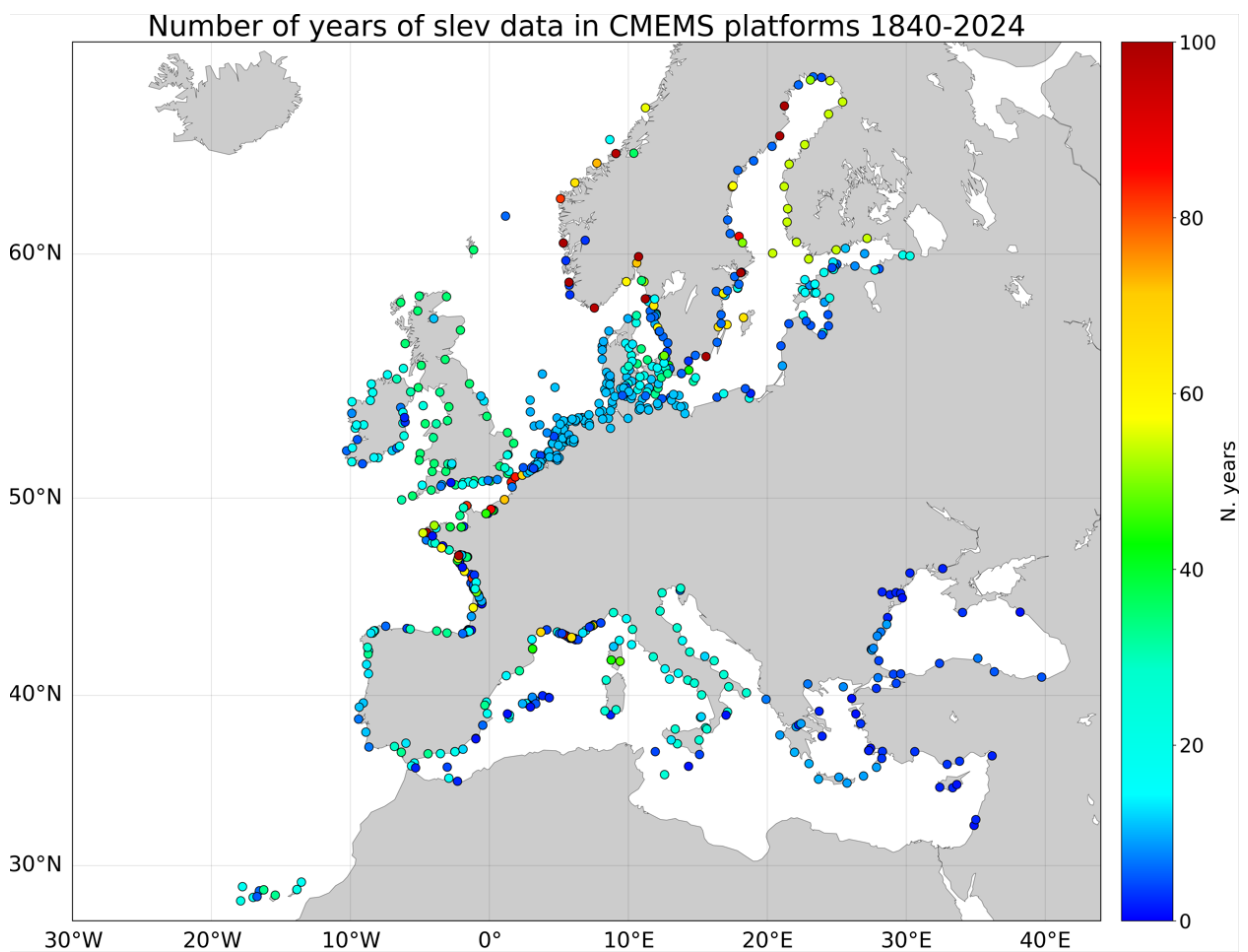 Number of years of slev data in CMEMS platforms 1840-2024
100
80
60
40
20
0
N. years
60°N
50°N
40°N
30°N
30°W
20°W
10°W
0°
10°E
20°E
30°E
40°E